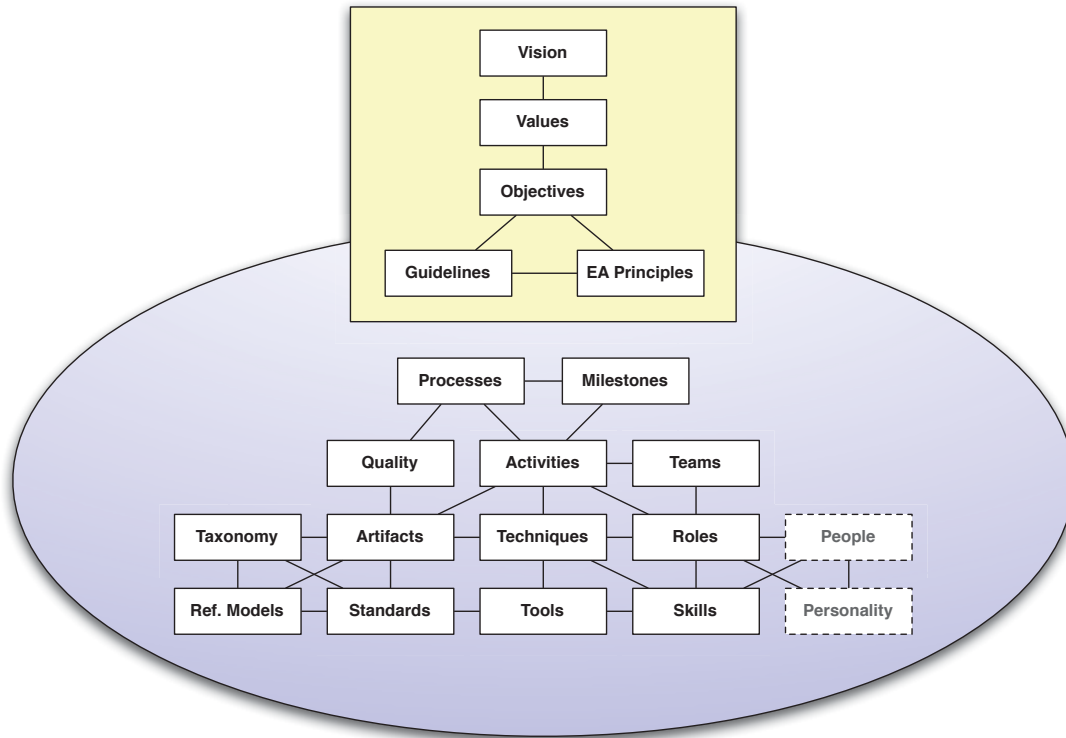 Vision
Values
Objectives
Guidelines
EA Principles
Processes
Milestones
Quality
Activities
Teams
Taxonomy
Artifacts
Techniques
Roles
People
Ref. Models
Standards
Tools
Skills
Personality